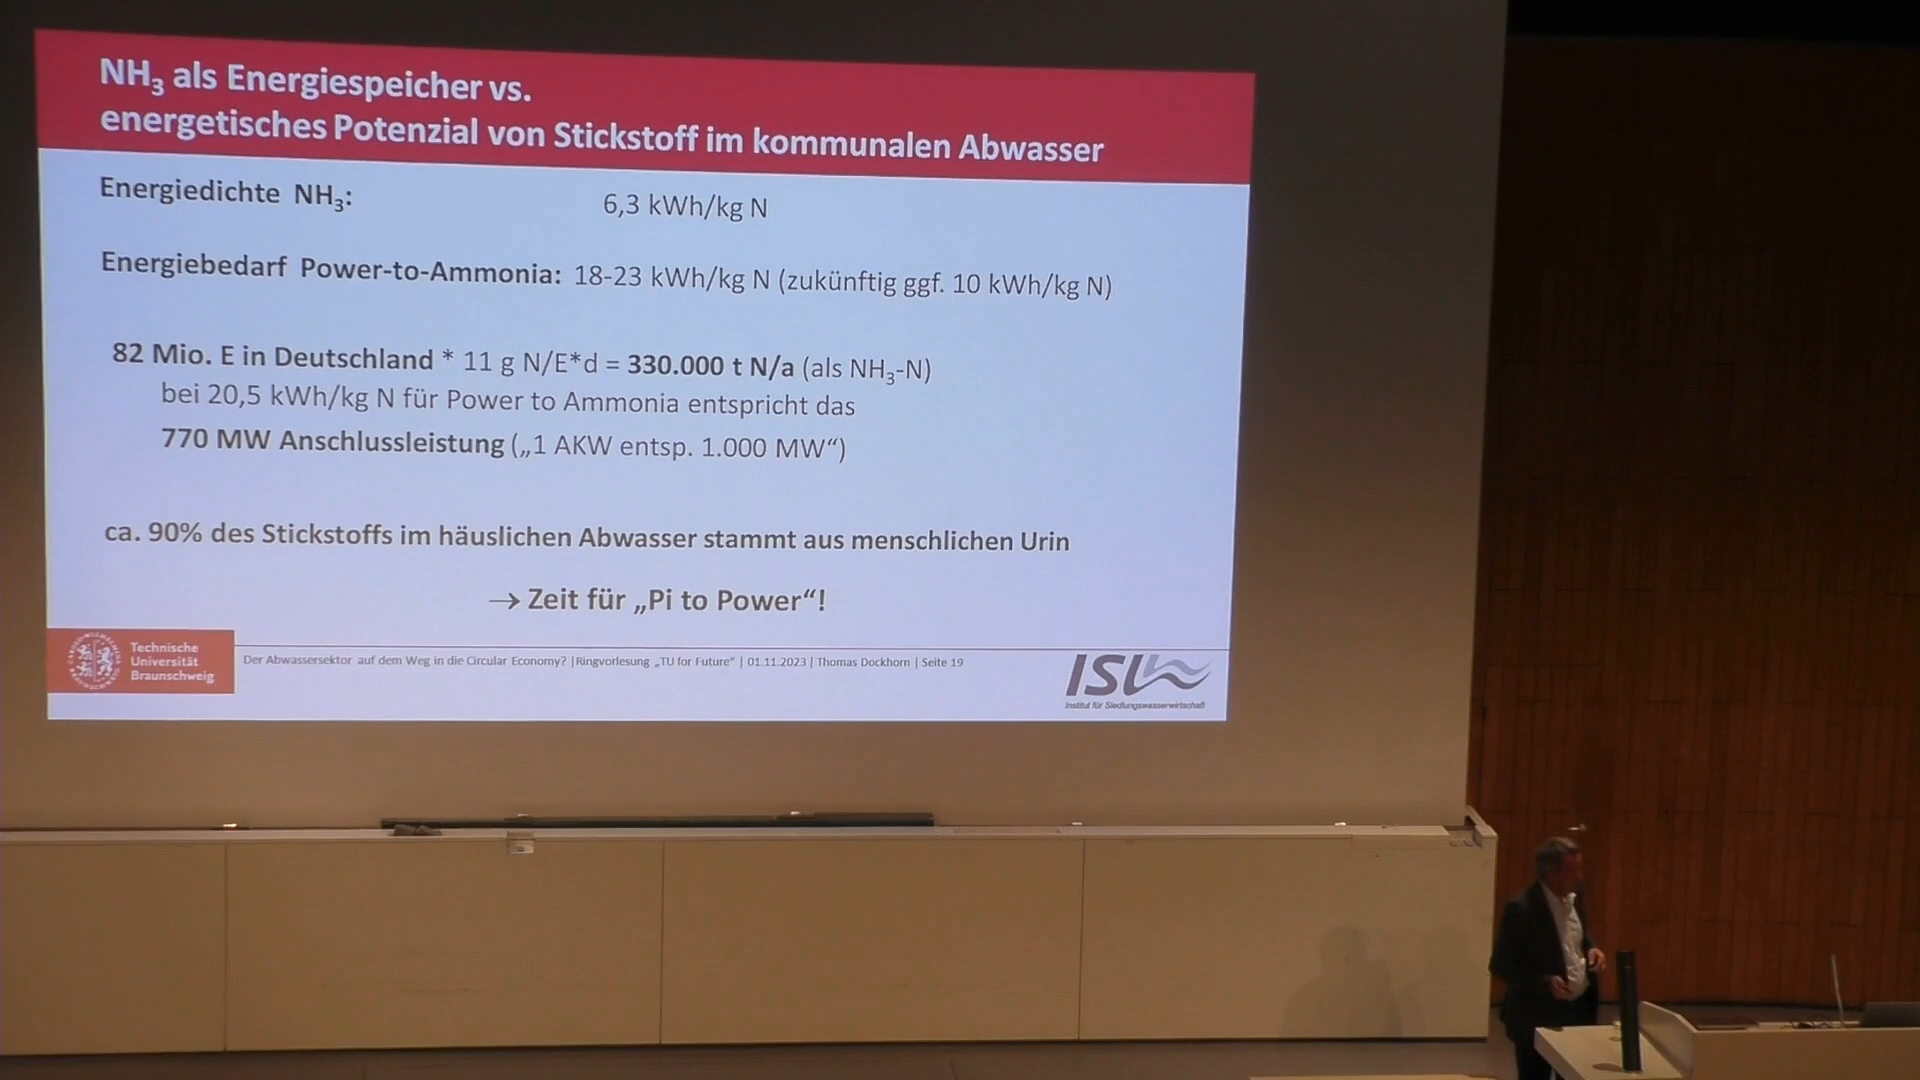 NH₃ als Energiespeicher vs.
energetisches Potenzial von Stickstoff im kommunalen Abwasser
Energiedichte NH₃: 6,3 kWh/kg N
Energiebedarf Power-to-Ammonia: 18-23 kWh/kg N (zukünftig ggf. 10 kWh/kg N)
82 Mio. E in Deutschland * 11 g N/E*d = 330.000 t N/a (als NH₃-N)
bei 20,5 kWh/kg N für Power to Ammonia entspricht das
770 MW Anschlussleistung („1 AKW entsp. 1.000 MW“)
ca. 90% des Stickstoffs im häuslichen Abwasser stammt aus menschlichen Urin
→ Zeit für „Pi to Power“!
Technische
Universität
Braunschweig
Der Abwassersektor auf dem Weg in die Circular Economy? |Ringvorlesung „TU for Future“ | 01.11.2023 | Thomas Dockhorn | Seite 19
ISW
Institut für Siedlungswasserwirtschaft